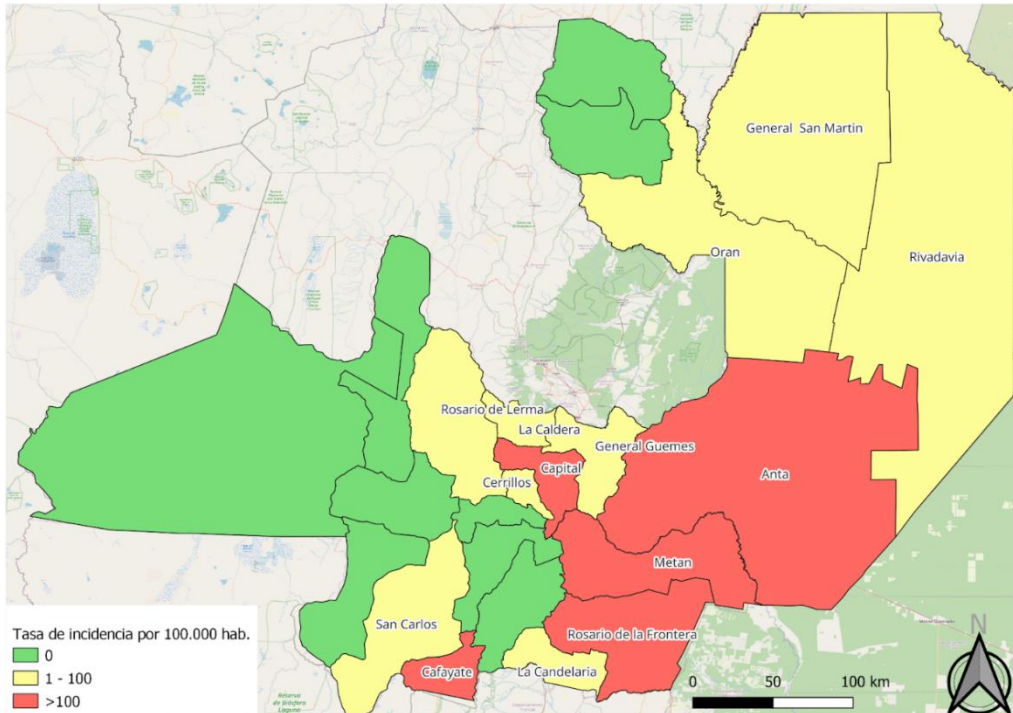 General San Martin
Oran
Rivadavia
Rosario de Lerma
La Caldera
General Guemes
Capital
Anta
Cerrillos
Metan
San Carlos
Rosario de la Frontera
Cafayate
La Candelaria
Tasa de incidencia por 100.000 hab.
0
1 - 100
>100
0 50 100 km
N